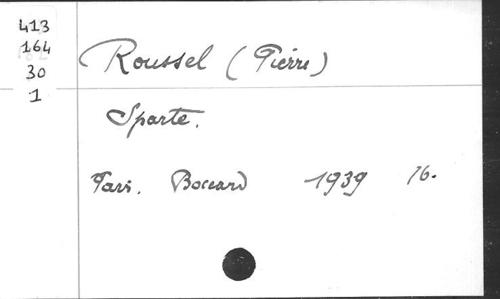 413
164
30
1
Roussel (Pierre)
Sparte.
Paris. Boccard 1939 16.